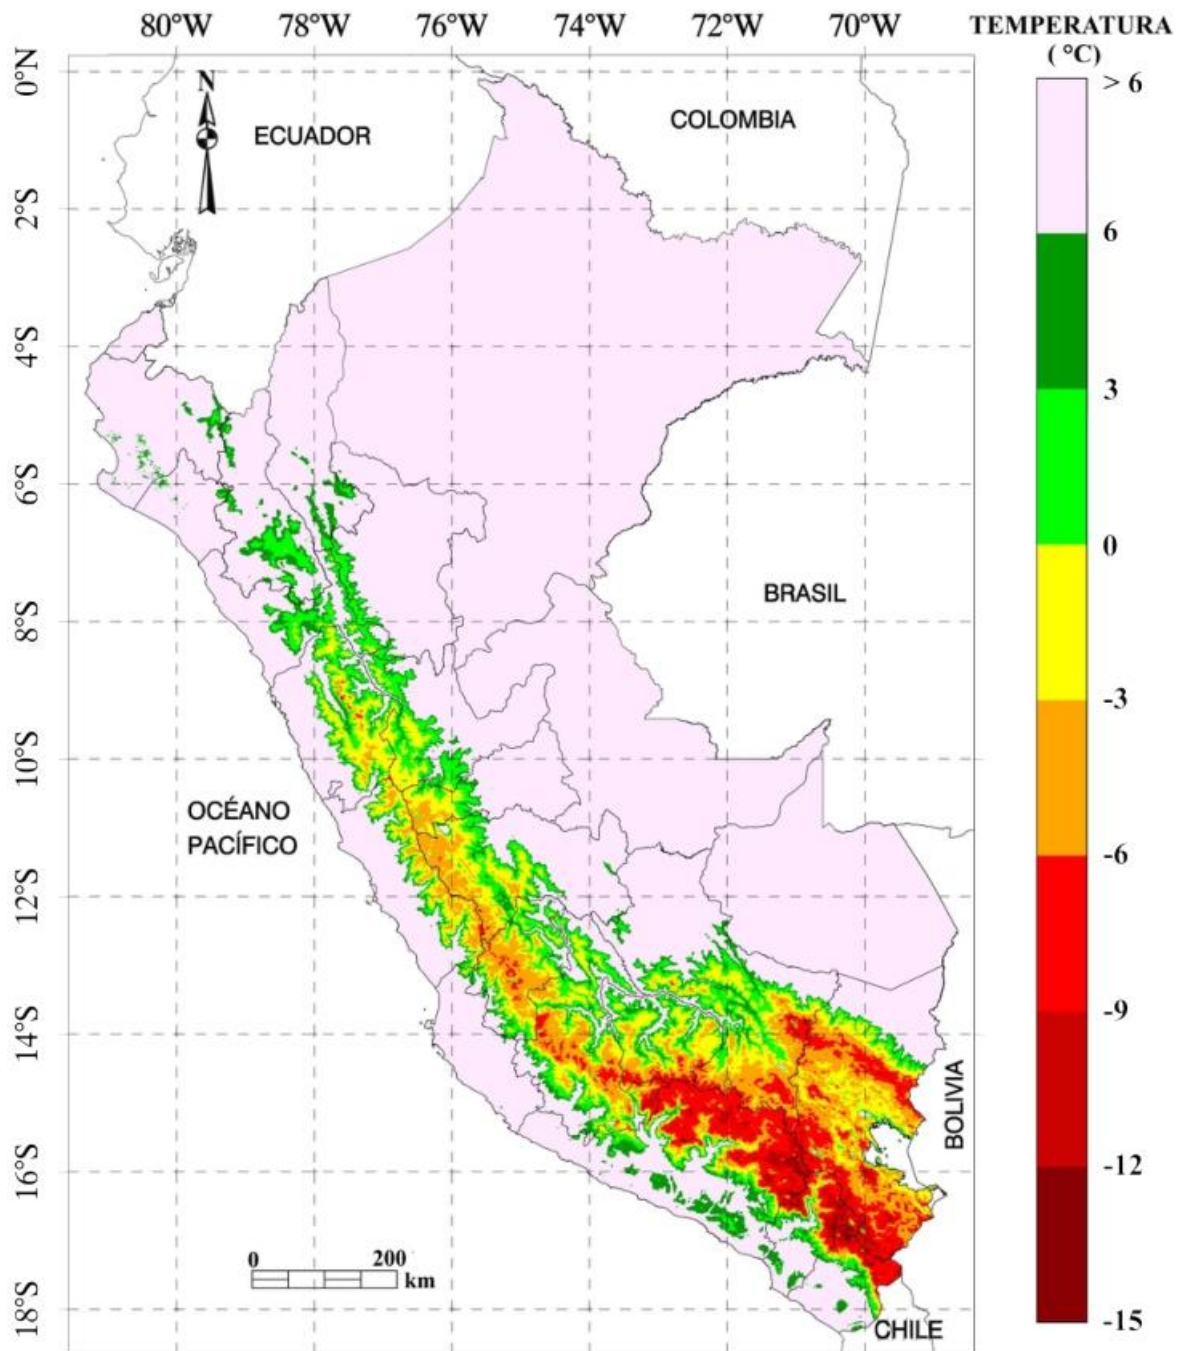 80°W 78°W 76°W 74°W 72°W 70°W
TEMPERATURA
( °C)
0°N
2°S
4°S
6°S
8°S
10°S
12°S
14°S
16°S
18°S
N
ECUADOR
COLOMBIA
BRASIL
OCÉANO
PACÍFICO
BOLIVIA
CHILE
0 200
km
> 6
6
3
0
-3
-6
-9
-12
-15